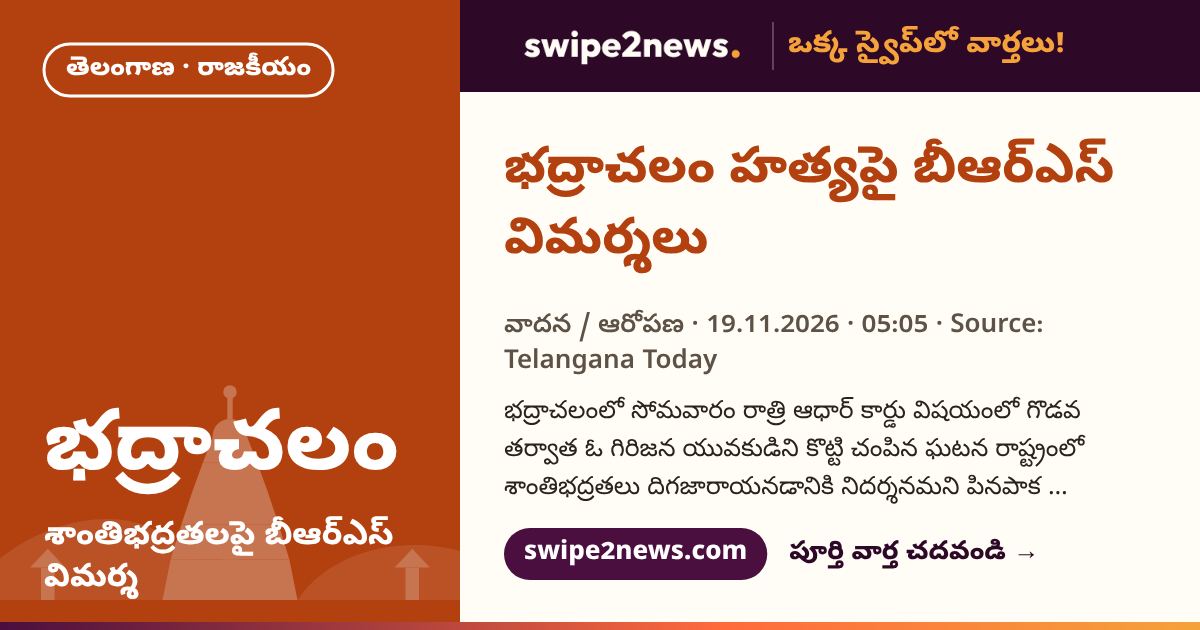 తెలంగాణ · రాజకీయం
భద్రాచలం
శాంతిభద్రతలపై బీఆర్ఎస్
విమర్శ
swipe2news.
ఒక్క స్వైప్‌లో వార్తలు!
భద్రాచలం హత్యపై బీఆర్ఎస్
విమర్శలు
వాదన / ఆరోపణ · 19.11.2026 · 05:05 · Source:
Telangana Today
భద్రాచలంలో సోమవారం రాత్రి ఆధార్ కార్డు విషయంలో గొడవ
తర్వాత ఓ గిరిజన యువకుడిని కొట్టి చంపిన ఘటన రాష్ట్రంలో
శాంతిభద్రతలు దిగజారాయనడానికి నిదర్శనమని పినపాక ...
swipe2news.com
పూర్తి వార్త చదవండి →